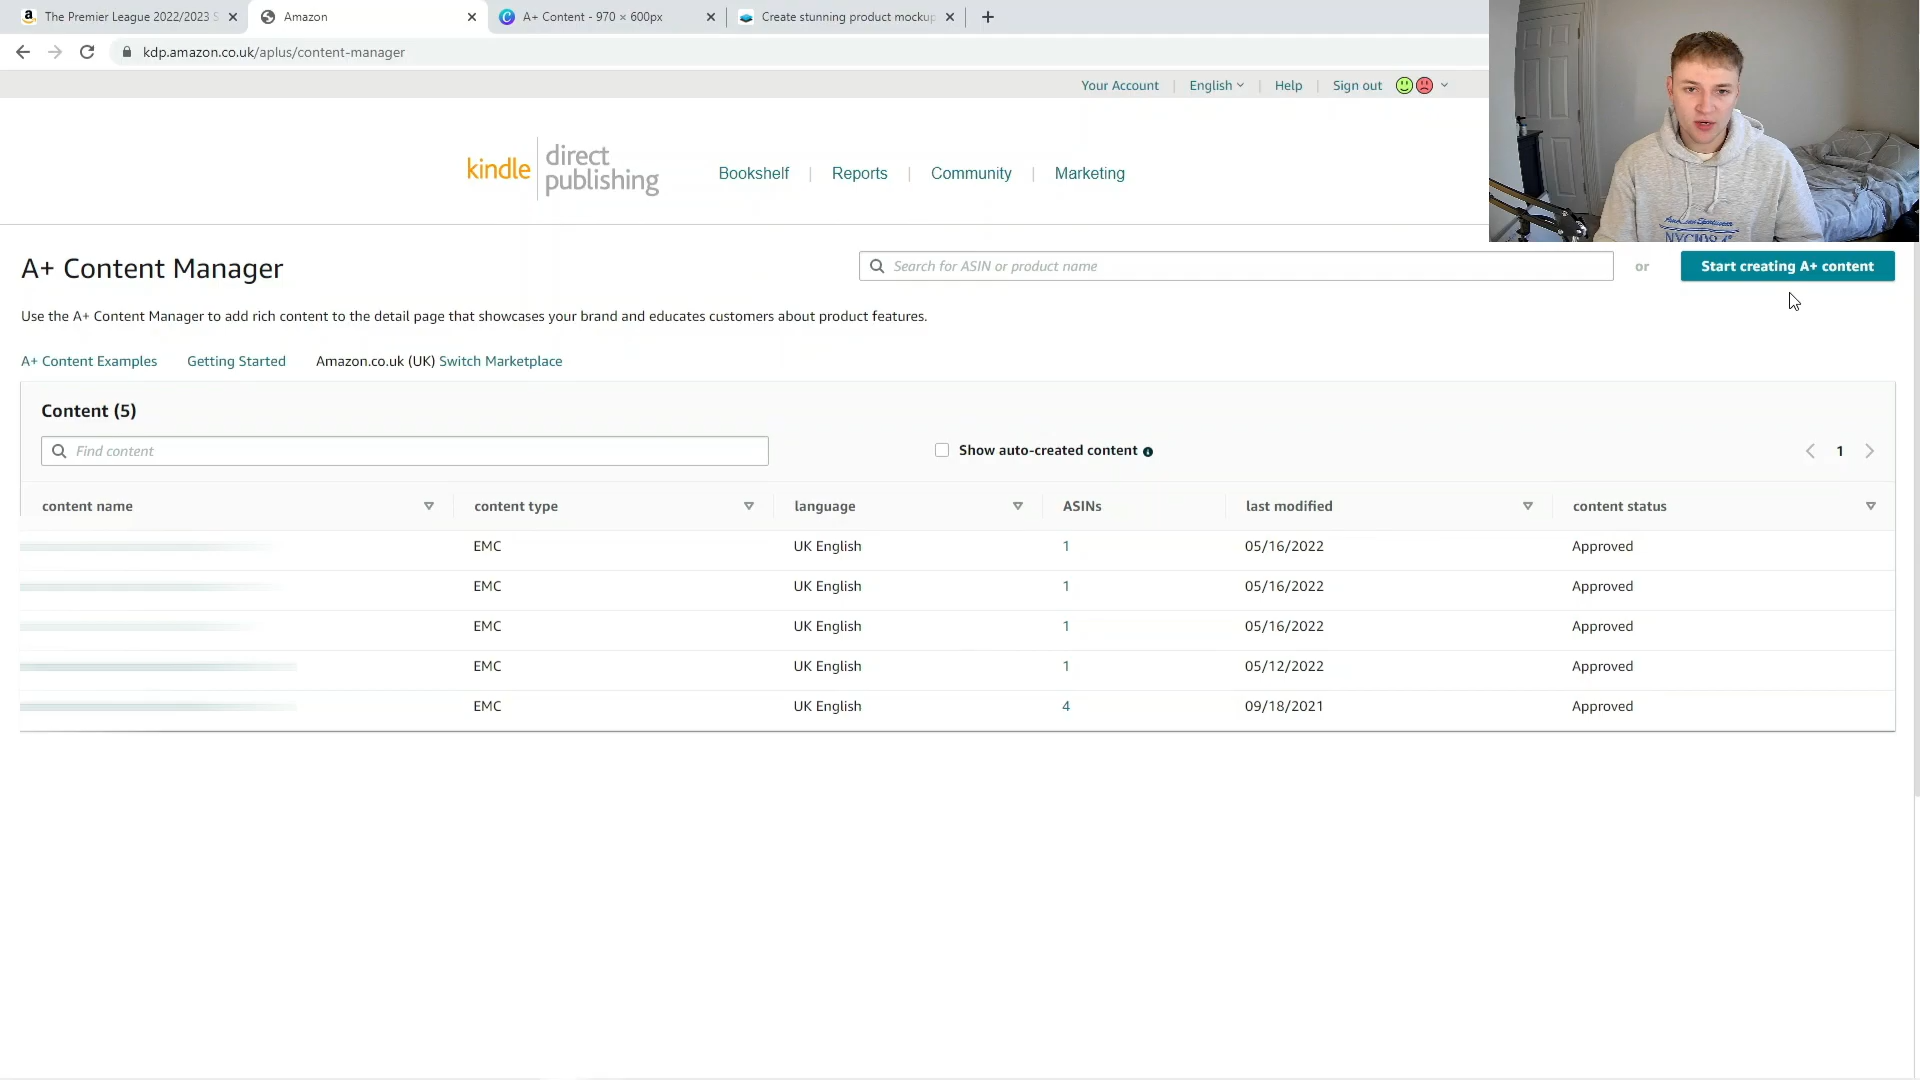 The Premier League 2022/2023 S
Amazon
A+ Content - 970 × 600px
Create stunning product mockup
kdp.amazon.co.uk/aplus/content-manager
Your Account
English
Help
Sign out
kindle direct publishing
Bookshelf
Reports
Community
Marketing
A+ Content Manager
Search for ASIN or product name
or
Start creating A+ content
Use the A+ Content Manager to add rich content to the detail page that showcases your brand and educates customers about product features.
A+ Content Examples
Getting Started
Amazon.co.uk (UK) Switch Marketplace
Content (5)
Find content
Show auto-created content
1
content name content type language ASINs last modified content status
EMC UK English 1 05/16/2022 Approved
EMC UK English 1 05/16/2022 Approved
EMC UK English 1 05/16/2022 Approved
EMC UK English 1 05/12/2022 Approved
EMC UK English 4 09/18/2021 Approved